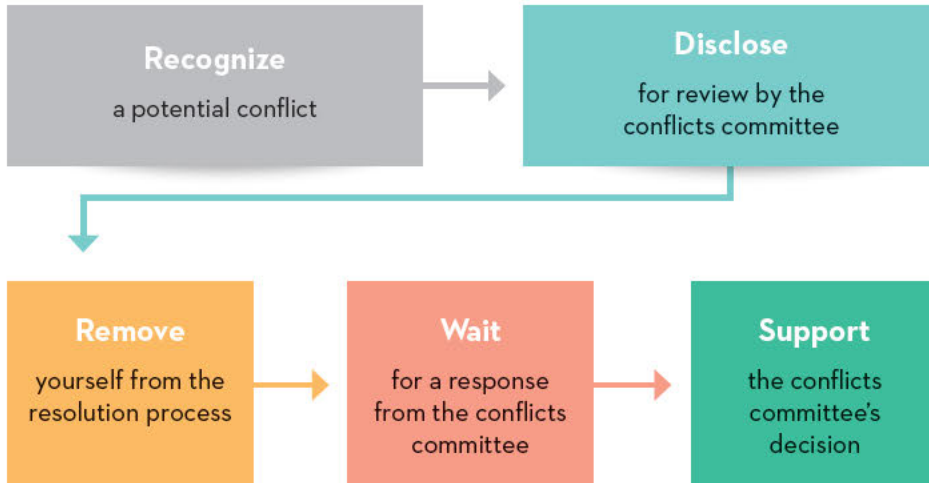 Recognize
a potential conflict
Disclose
for review by the
conflicts committee
Remove
yourself from the
resolution process
Wait
for a response
from the conflicts
committee
Support
the conflicts
committee's
decision